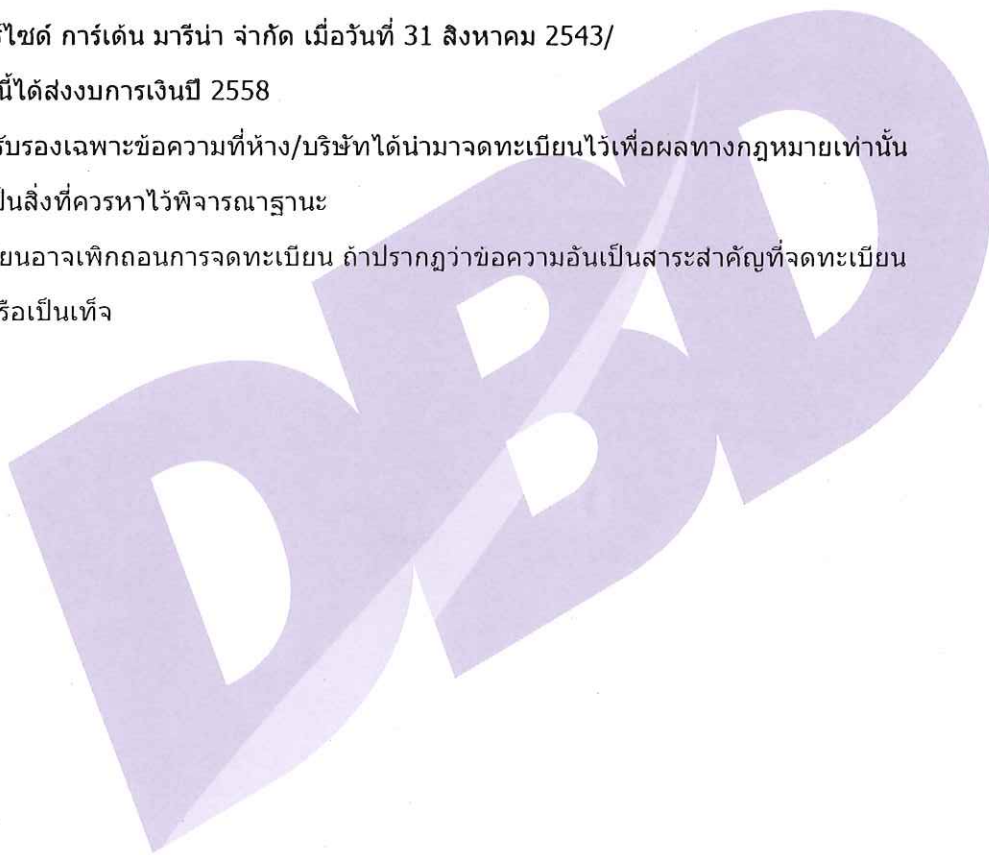 ร์ไซด์ การ์เด้น มารีน่า จำกัด เมื่อวันที่ 31 สิงหาคม 2543/
นี้ได้ส่งงบการเงินปี 2558
รับรองเฉพาะข้อความที่ห้าง/บริษัทได้นำมาจดทะเบียนไว้เพื่อผลทางกฎหมายเท่านั้น
ป็นสิ่งที่ควรหาไว้พิจารณาฐานะ
ยนอาจเพิกถอนการจดทะเบียน ถ้าปรากฏว่าข้อความอันเป็นสาระสำคัญที่จดทะเบียน
รือเป็นเท็จ
DBD